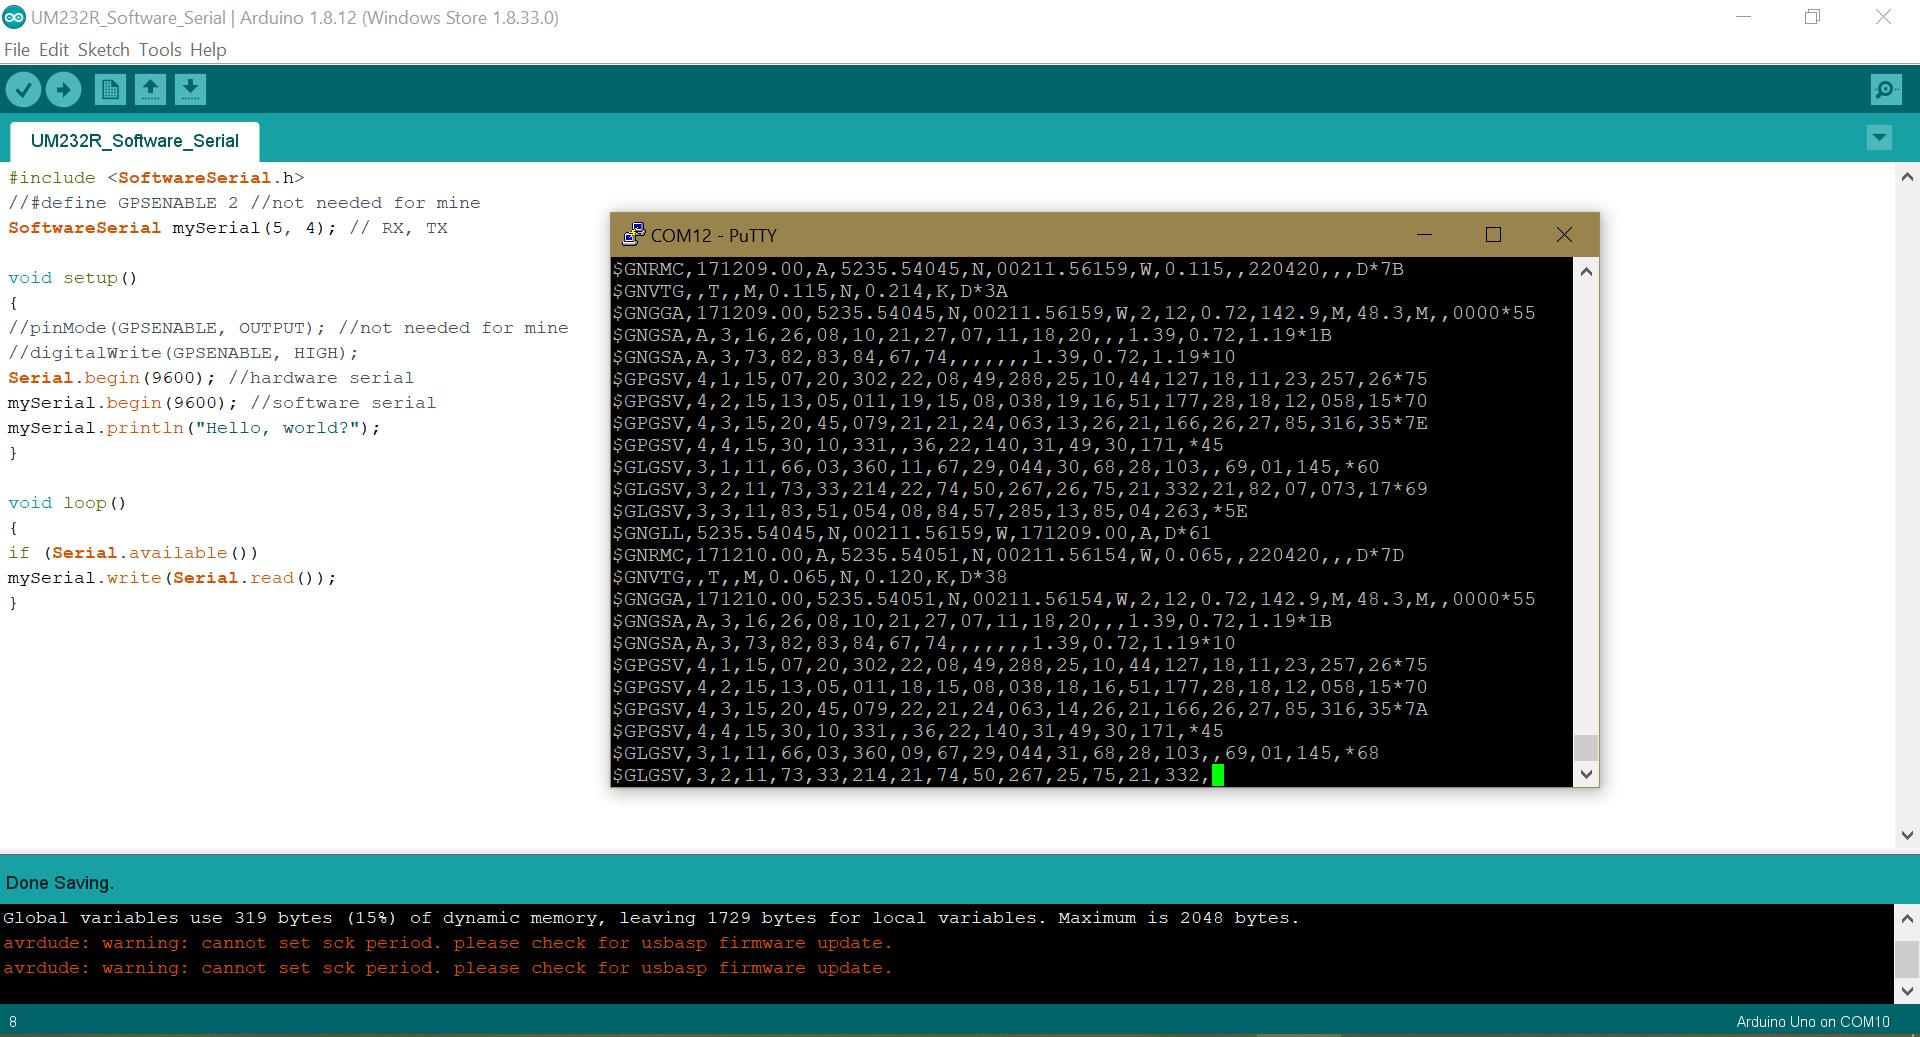 UM232R_Software_Serial | Arduino 1.8.12 (Windows Store 1.8.33.0)
File Edit Sketch Tools Help
UM232R_Software_Serial
#include <SoftwareSerial.h>
//#define GPSENABLE 2 //not needed for mine
SoftwareSerial mySerial(5, 4); // RX, TX
void setup()
{
//pinMode(GPSENABLE, OUTPUT); //not needed for mine
//digitalWrite(GPSENABLE, HIGH);
Serial.begin(9600); //hardware serial
mySerial.begin(9600); //software serial
mySerial.println("Hello, world?");
}
void loop()
{
if (Serial.available())
mySerial.write(Serial.read());
}
COM12 - PuTTY
$GNRMC,171209.00,A,5235.54045,N,00211.56159,W,0.115,,220420,,,D*7B
$GNVTG,,T,,M,0.115,N,0.214,K,D*3A
$GNGGA,171209.00,5235.54045,N,00211.56159,W,2,12,0.72,142.9,M,48.3,M,,0000*55
$GNGSA,A,3,16,26,08,10,21,27,07,11,18,20,,,1.39,0.72,1.19*1B
$GNGSA,A,3,73,82,83,84,67,74,,,,,,,1.39,0.72,1.19*10
$GPGSV,4,1,15,07,20,302,22,08,49,288,25,10,44,127,18,11,23,257,26*75
$GPGSV,4,2,15,13,05,011,19,15,08,038,19,16,51,177,28,18,12,058,15*70
$GPGSV,4,3,15,20,45,079,21,21,24,063,13,26,21,166,26,27,85,316,35*7E
$GPGSV,4,4,15,30,10,331,,36,22,140,31,49,30,171,*45
$GLGSV,3,1,11,66,03,360,11,67,29,044,30,68,28,103,,69,01,145,*60
$GLGSV,3,2,11,73,33,214,22,74,50,267,26,75,21,332,21,82,07,073,17*69
$GLGSV,3,3,11,83,51,054,08,84,57,285,13,85,04,263,*5E
$GNGLL,5235.54045,N,00211.56159,W,171209.00,A,D*61
$GNRMC,171210.00,A,5235.54051,N,00211.56154,W,0.065,,220420,,,D*7D
$GNVTG,,T,,M,0.065,N,0.120,K,D*38
$GNGGA,171210.00,5235.54051,N,00211.56154,W,2,12,0.72,142.9,M,48.3,M,,0000*55
$GNGSA,A,3,16,26,08,10,21,27,07,11,18,20,,,1.39,0.72,1.19*1B
$GNGSA,A,3,73,82,83,84,67,74,,,,,,,1.39,0.72,1.19*10
$GPGSV,4,1,15,07,20,302,22,08,49,288,25,10,44,127,18,11,23,257,26*75
$GPGSV,4,2,15,13,05,011,18,15,08,038,18,16,51,177,28,18,12,058,15*70
$GPGSV,4,3,15,20,45,079,22,21,24,063,14,26,21,166,26,27,85,316,35*7A
$GPGSV,4,4,15,30,10,331,,36,22,140,31,49,30,171,*45
$GLGSV,3,1,11,66,03,360,09,67,29,044,31,68,28,103,,69,01,145,*68
$GLGSV,3,2,11,73,33,214,21,74,50,267,25,75,21,332,
Done Saving.
Global variables use 319 bytes (15%) of dynamic memory, leaving 1729 bytes for local variables. Maximum is 2048 bytes.
avrdude: warning: cannot set sck period. please check for usbasp firmware update.
avrdude: warning: cannot set sck period. please check for usbasp firmware update.
8
Arduino Uno on COM10